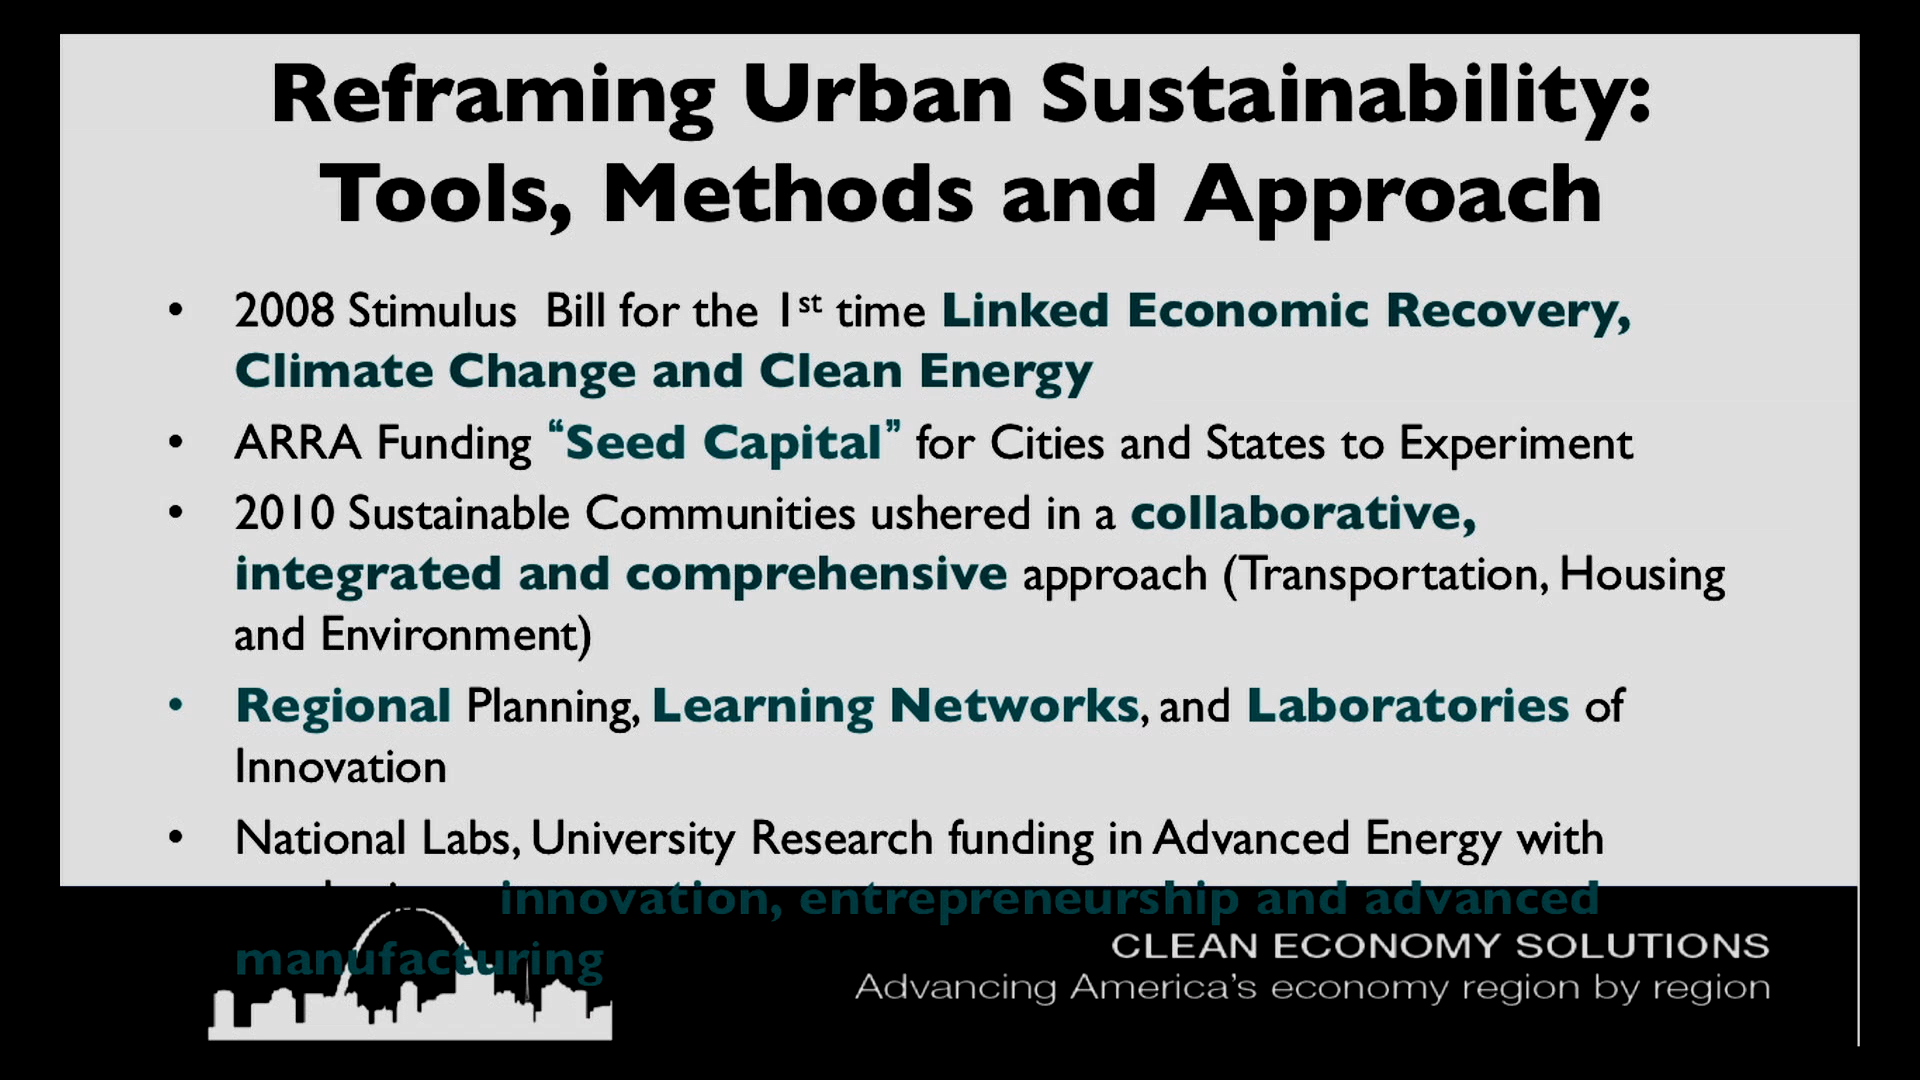 Reframing Urban Sustainability:
Tools, Methods and Approach
• 2008 Stimulus Bill for the 1st time Linked Economic Recovery,
Climate Change and Clean Energy
• ARRA Funding “Seed Capital” for Cities and States to Experiment
• 2010 Sustainable Communities ushered in a collaborative,
integrated and comprehensive approach (Transportation, Housing
and Environment)
• Regional Planning, Learning Networks, and Laboratories of
Innovation
• National Labs, University Research funding in Advanced Energy with
innovation, entrepreneurship and advanced
manufacturing
CLEAN ECONOMY SOLUTIONS
Advancing America's economy region by region